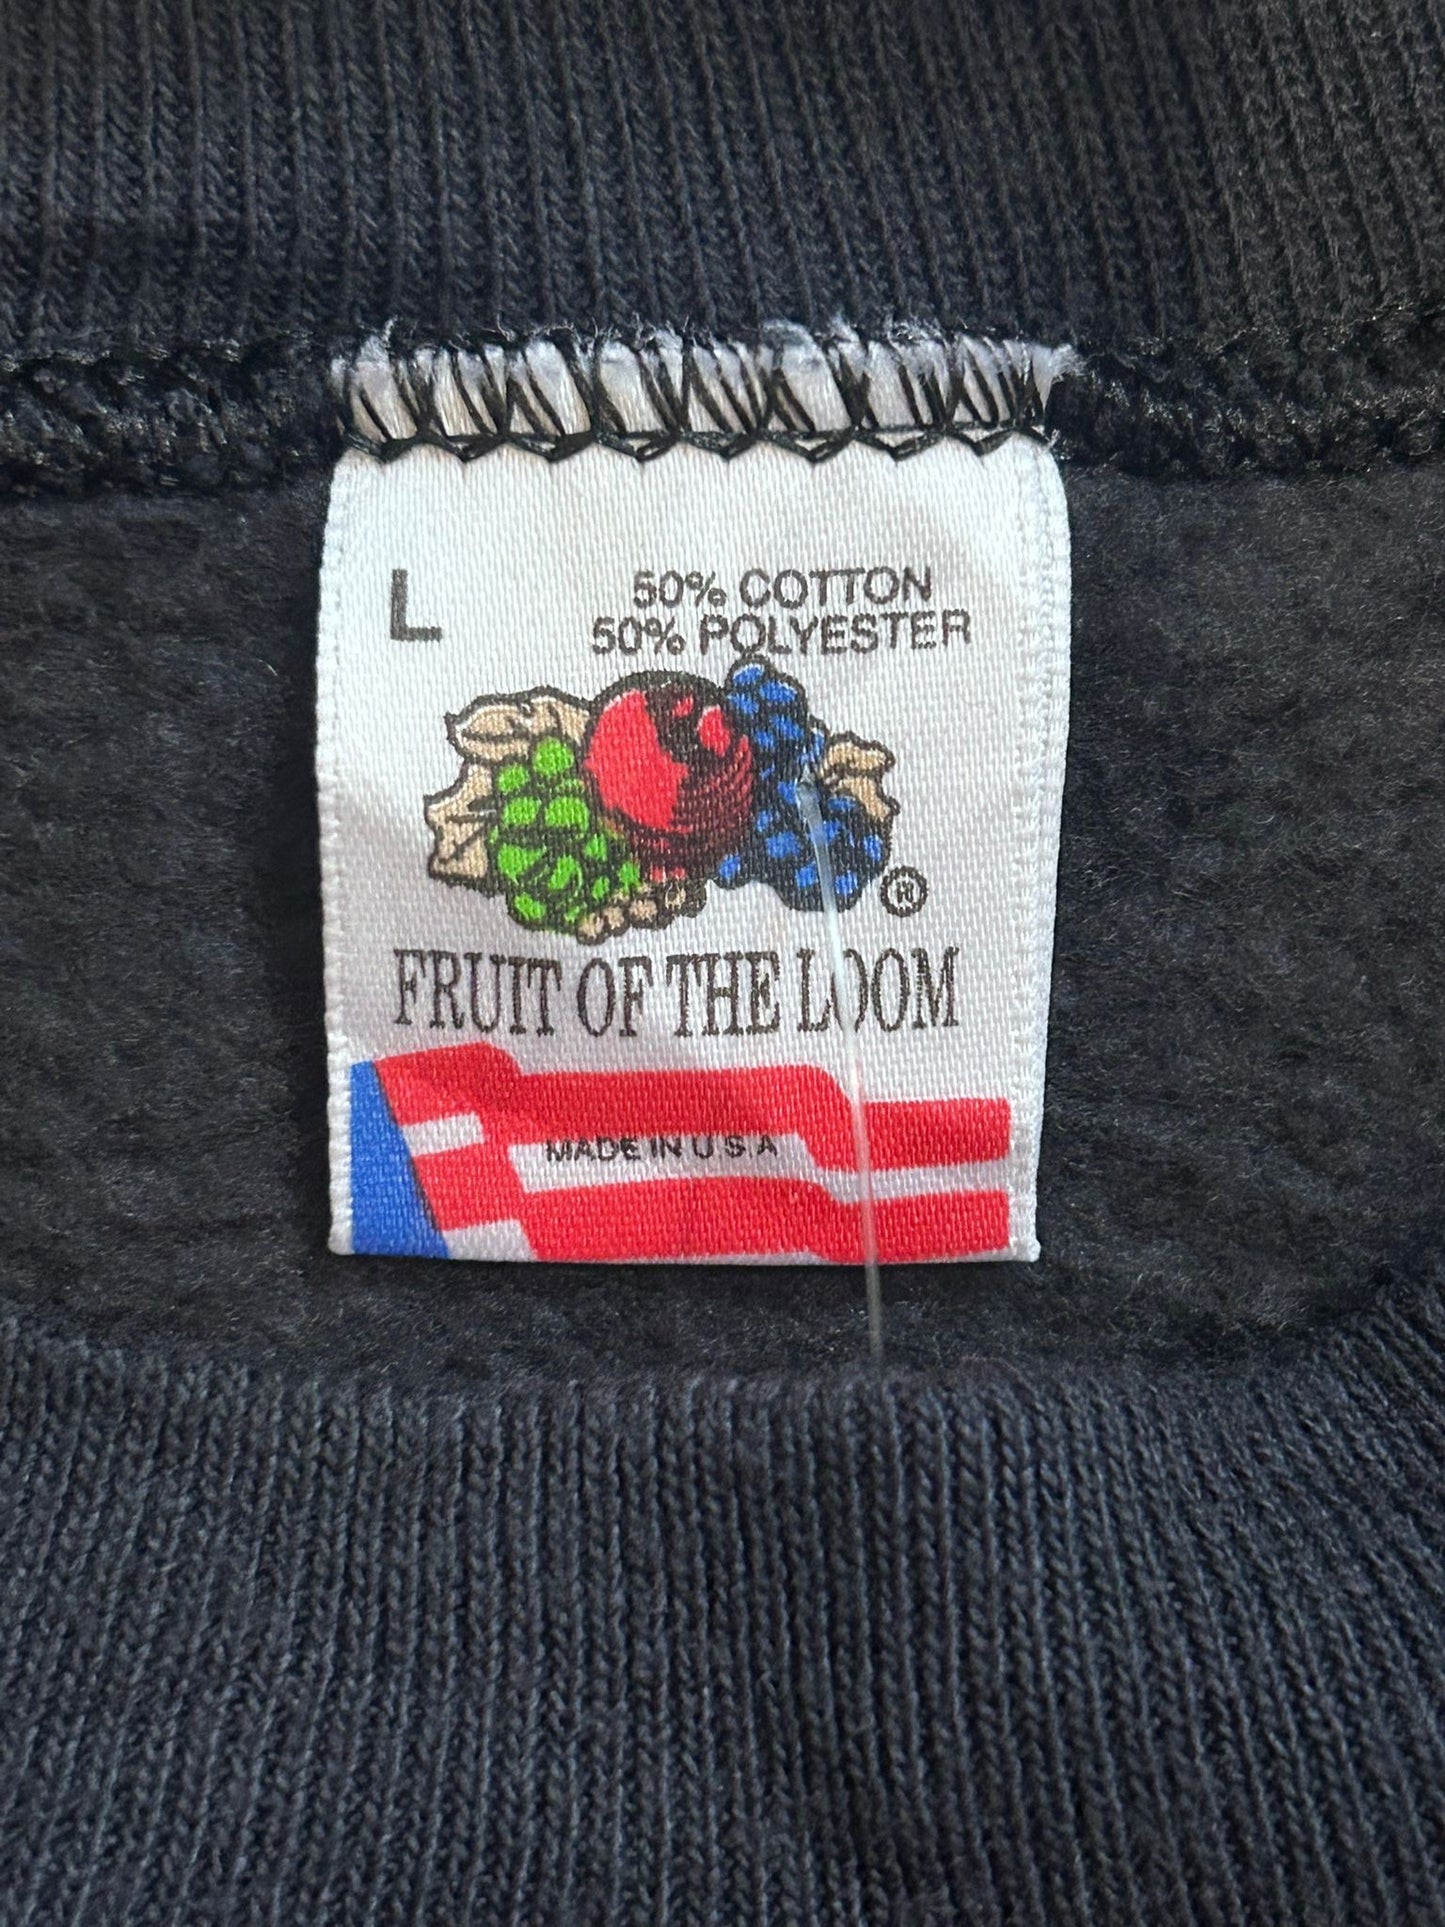 L
50% COTTON
50% POLYESTER
®
FRUIT OF THE LOOM
MADE IN U.S.A